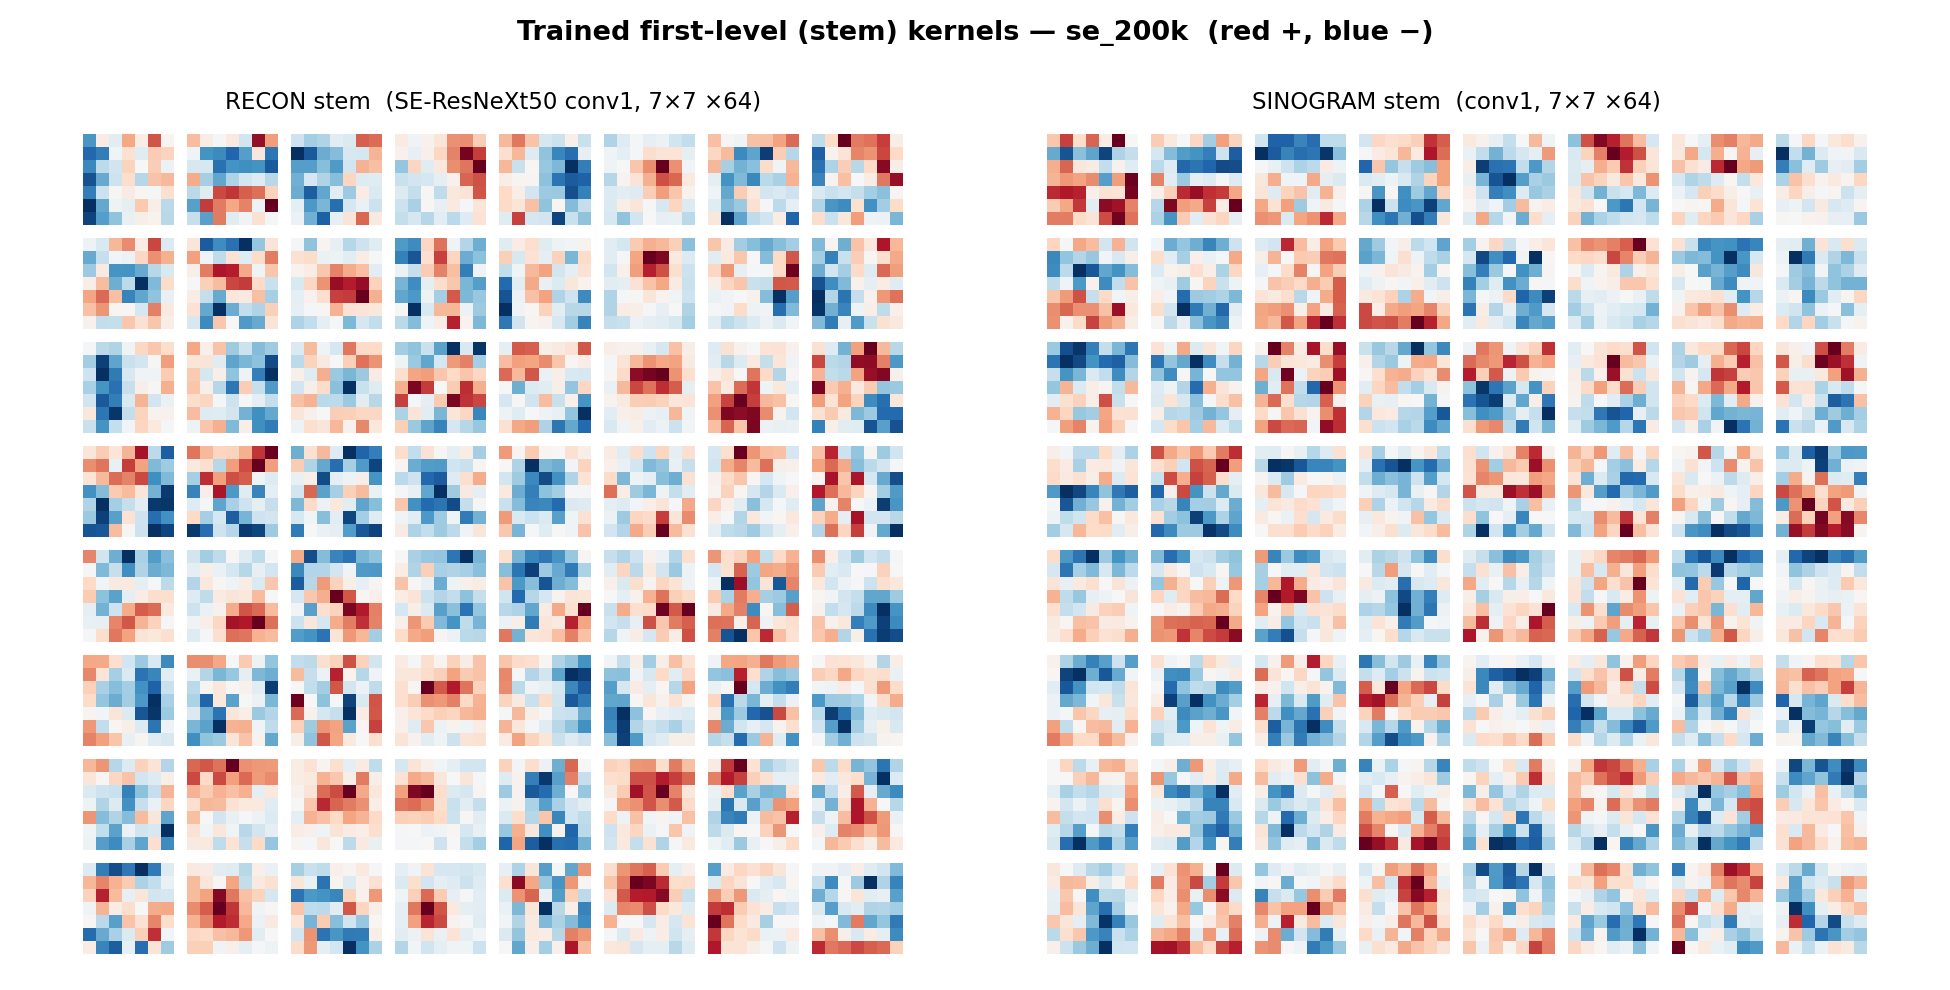 Trained first-level (stem) kernels — se_200k  (red +, blue −)
RECON stem  (SE-ResNeXt50 conv1, 7×7 ×64)
SINOGRAM stem  (conv1, 7×7 ×64)